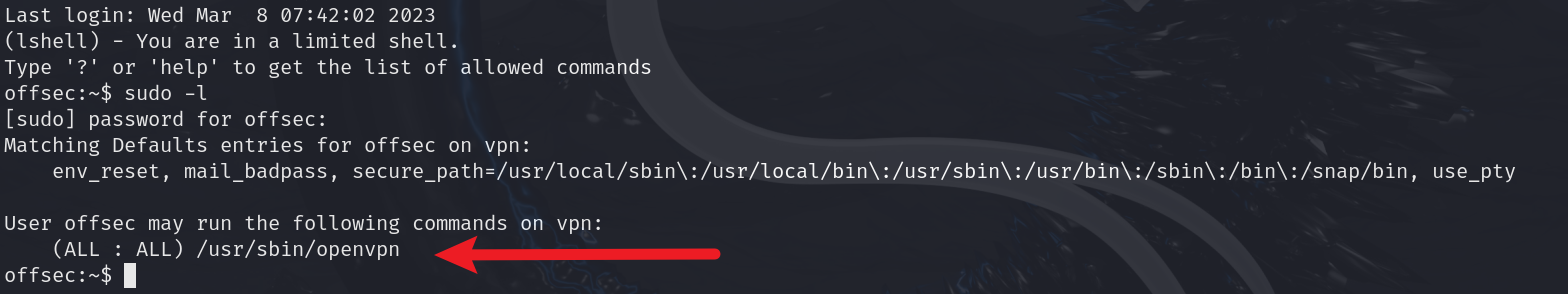 Last login: Wed Mar  8 07:42:02 2023
(lshell) - You are in a limited shell.
Type '?' or 'help' to get the list of allowed commands
offsec:~$ sudo -l
[sudo] password for offsec:
Matching Defaults entries for offsec on vpn:
    env_reset, mail_badpass, secure_path=/usr/local/sbin\:/usr/local/bin\:/usr/sbin\:/usr/bin\:/sbin\:/bin\:/snap/bin, use_pty
User offsec may run the following commands on vpn:
    (ALL : ALL) /usr/sbin/openvpn
offsec:~$